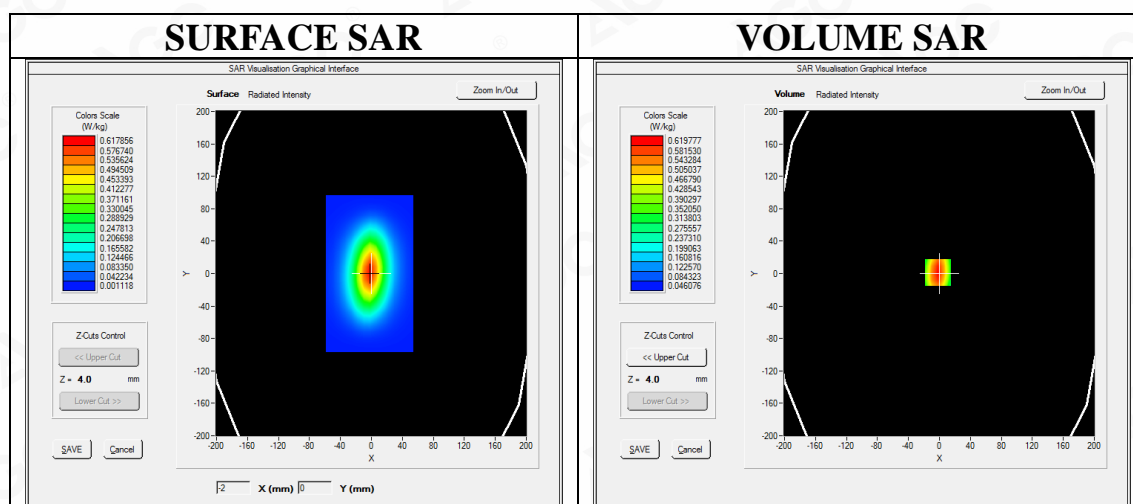 SURFACE SAR
SAR Visualisation Graphical Interface
Surface Radiated Intensity
Zoom In/Out
Colors Scale
(W/kg)
0.617856
0.576740
0.535624
0.494509
0.453393
0.412277
0.371161
0.330045
0.288929
0.247813
0.206698
0.165582
0.124466
0.083350
0.042234
0.001118
Z-Cuts Control
<< Upper Cut
Z = 4.0 mm
Lower Cut >>
SAVE Cancel
200
160
120
80
40
0
-40
-80
-120
-160
-200
Y
-200 -160 -120 -80 -40 0 40 80 120 160 200
X
-2 X (mm) 0 Y (mm)
VOLUME SAR
SAR Visualisation Graphical Interface
Volume Radiated Intensity
Zoom In/Out
Colors Scale
(W/kg)
0.619777
0.581530
0.543284
0.505037
0.466790
0.428543
0.390297
0.352050
0.313803
0.275557
0.237310
0.199063
0.160816
0.122570
0.084323
0.046076
Z-Cuts Control
<< Upper Cut
Z = 4.0 mm
Lower Cut >>
SAVE Cancel
200
160
120
80
40
0
-40
-80
-120
-160
-200
Y
-200 -160 -120 -80 -40 0 40 80 120 160 200
X